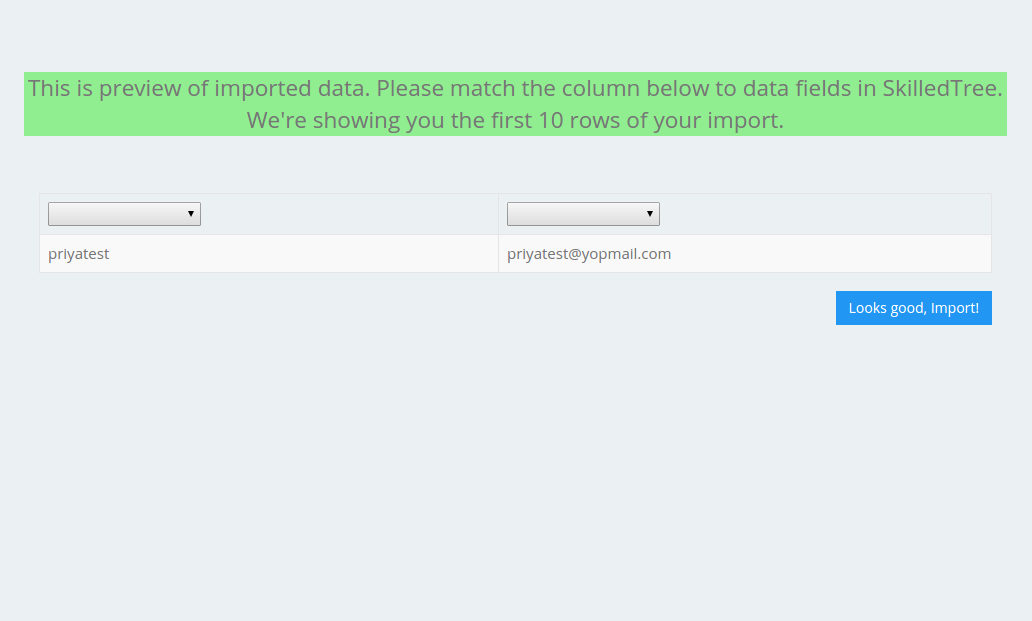 This is preview of imported data. Please match the column below to data fields in SkilledTree.
We're showing you the first 10 rows of your import.
priyatest
priyatest@yopmail.com
Looks good, Import!